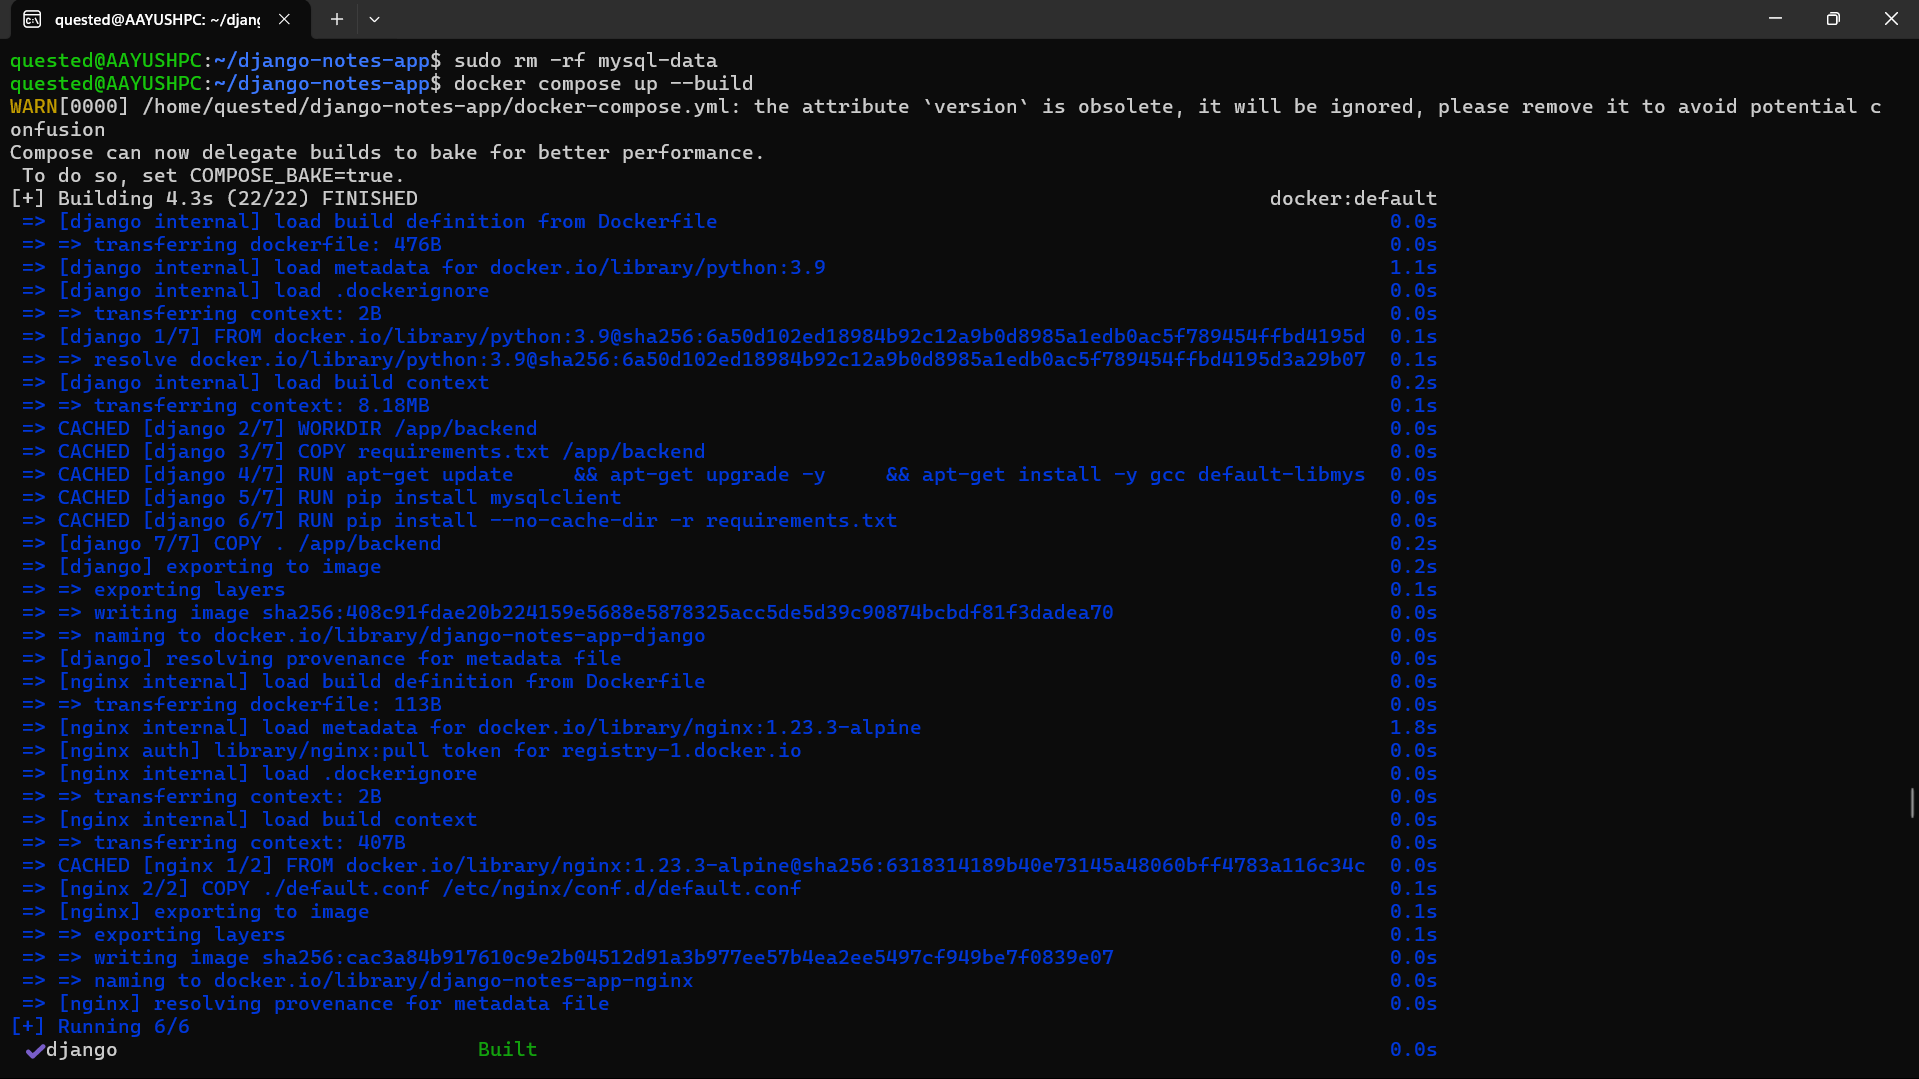 quested@AAYUSHPC: ~/djang
quested@AAYUSHPC:~/django-notes-app$ sudo rm -rf mysql-data
quested@AAYUSHPC:~/django-notes-app$ docker compose up --build
WARN[0000] /home/quested/django-notes-app/docker-compose.yml: the attribute `version` is obsolete, it will be ignored, please remove it to avoid potential c
onfusion
Compose can now delegate builds to bake for better performance.
 To do so, set COMPOSE_BAKE=true.
[+] Building 4.3s (22/22) FINISHED docker:default
 => [django internal] load build definition from Dockerfile 0.0s
 => => transferring dockerfile: 476B 0.0s
 => [django internal] load metadata for docker.io/library/python:3.9 1.1s
 => [django internal] load .dockerignore 0.0s
 => => transferring context: 2B 0.0s
 => [django 1/7] FROM docker.io/library/python:3.9@sha256:6a50d102ed18984b92c12a9b0d8985a1edb0ac5f789454ffbd4195d 0.1s
 => => resolve docker.io/library/python:3.9@sha256:6a50d102ed18984b92c12a9b0d8985a1edb0ac5f789454ffbd4195d3a29b07 0.1s
 => [django internal] load build context 0.2s
 => => transferring context: 8.18MB 0.1s
 => CACHED [django 2/7] WORKDIR /app/backend 0.0s
 => CACHED [django 3/7] COPY requirements.txt /app/backend 0.0s
 => CACHED [django 4/7] RUN apt-get update     && apt-get upgrade -y     && apt-get install -y gcc default-libmys 0.0s
 => CACHED [django 5/7] RUN pip install mysqlclient 0.0s
 => CACHED [django 6/7] RUN pip install --no-cache-dir -r requirements.txt 0.0s
 => [django 7/7] COPY . /app/backend 0.2s
 => [django] exporting to image 0.2s
 => => exporting layers 0.1s
 => => writing image sha256:408c91fdae20b224159e5688e5878325acc5de5d39c90874bcbdf81f3dadea70 0.0s
 => => naming to docker.io/library/django-notes-app-django 0.0s
 => [django] resolving provenance for metadata file 0.0s
 => [nginx internal] load build definition from Dockerfile 0.0s
 => => transferring dockerfile: 113B 0.0s
 => [nginx internal] load metadata for docker.io/library/nginx:1.23.3-alpine 1.8s
 => [nginx auth] library/nginx:pull token for registry-1.docker.io 0.0s
 => [nginx internal] load .dockerignore 0.0s
 => => transferring context: 2B 0.0s
 => [nginx internal] load build context 0.0s
 => => transferring context: 407B 0.0s
 => CACHED [nginx 1/2] FROM docker.io/library/nginx:1.23.3-alpine@sha256:6318314189b40e73145a48060bff4783a116c34c 0.0s
 => [nginx 2/2] COPY ./default.conf /etc/nginx/conf.d/default.conf 0.1s
 => [nginx] exporting to image 0.1s
 => => exporting layers 0.1s
 => => writing image sha256:cac3a84b917610c9e2b04512d91a3b977ee57b4ea2ee5497cf949be7f0839e07 0.0s
 => => naming to docker.io/library/django-notes-app-nginx 0.0s
 => [nginx] resolving provenance for metadata file 0.0s
[+] Running 6/6
 ✔django Built 0.0s